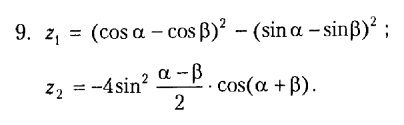 9. z₁ = (cos α − cos β)² − (sin α − sinβ)² ;
z₂ = −4sin² (α − β)/2 · cos(α + β).